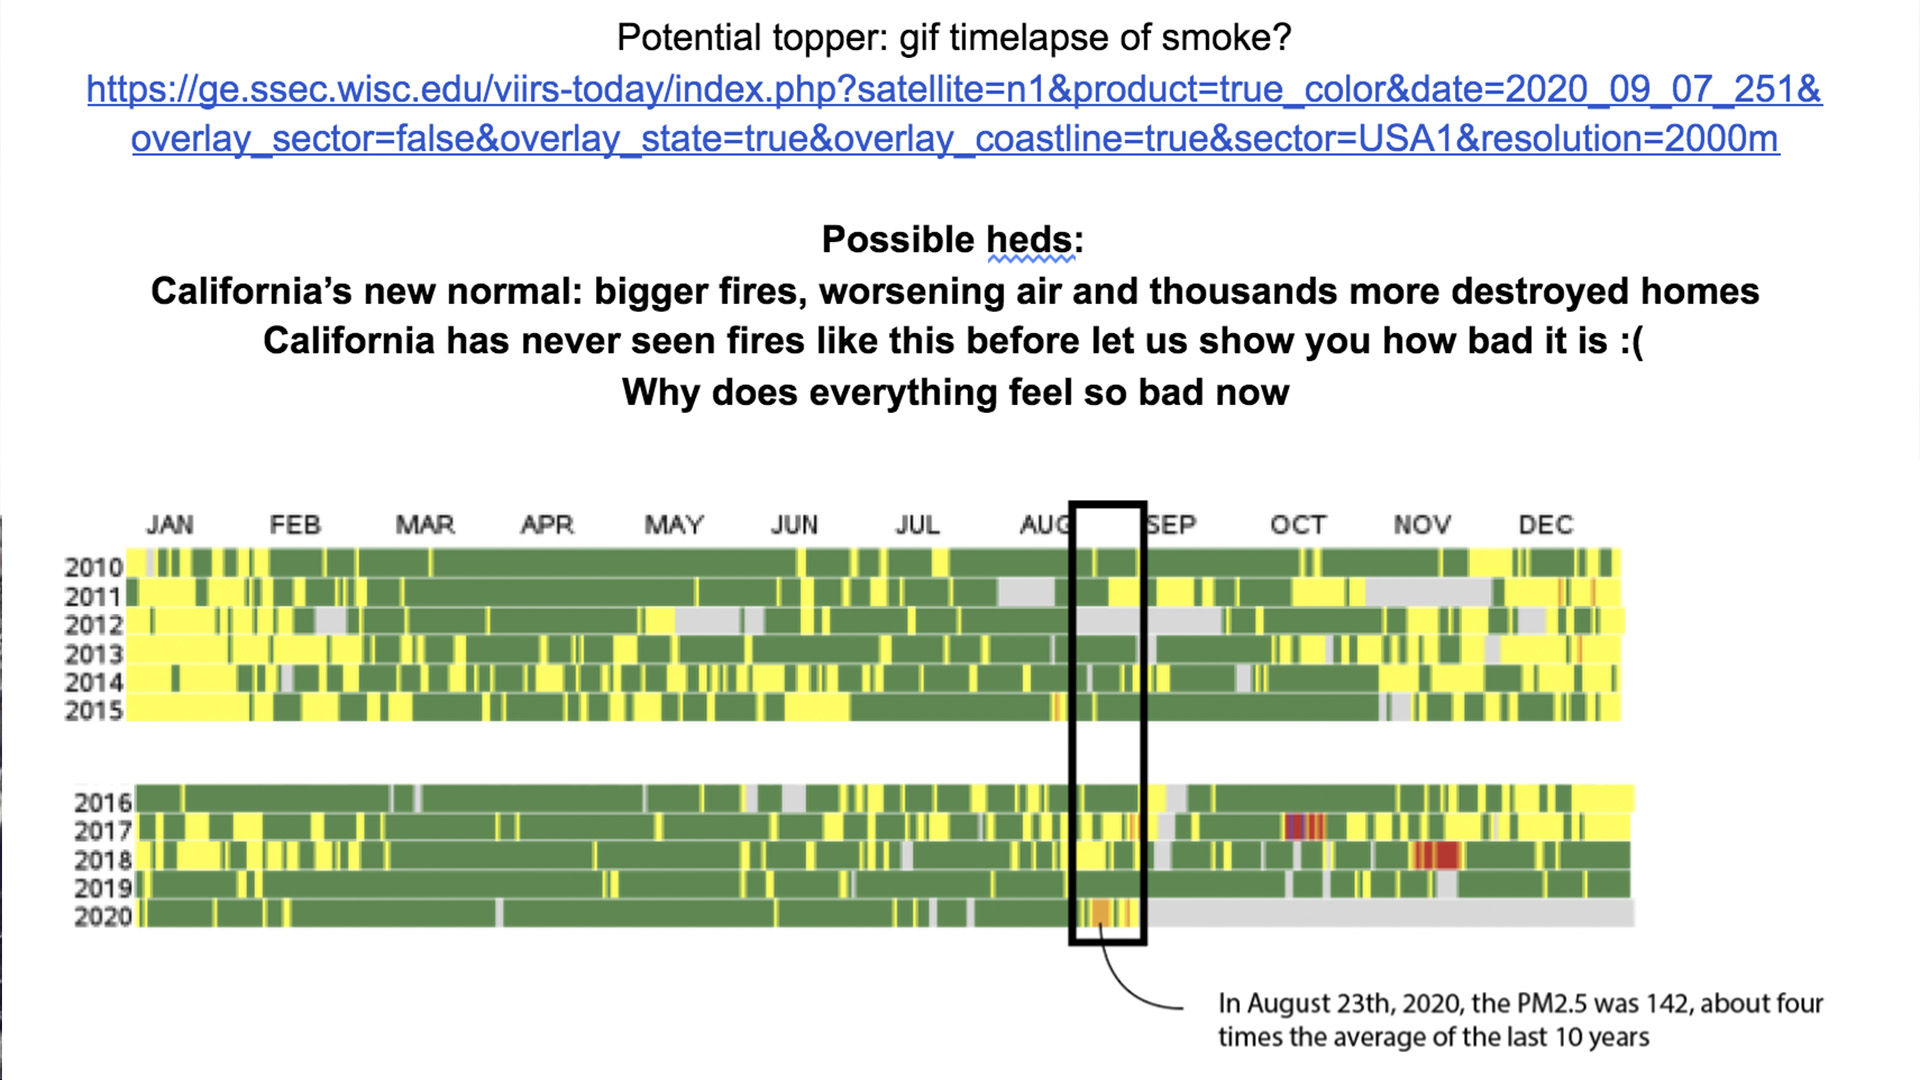 Potential topper: gif timelapse of smoke?
https://ge.ssec.wisc.edu/viirs-today/index.php?satellite=n1&product=true_color&date=2020_09_07_251&
overlay_sector=false&overlay_state=true&overlay_coastline=true&sector=USA1&resolution=2000m
Possible heds:
California’s new normal: bigger fires, worsening air and thousands more destroyed homes
California has never seen fires like this before let us show you how bad it is :(
Why does everything feel so bad now
JAN FEB MAR APR MAY JUN JUL AUG SEP OCT NOV DEC
2010
2011
2012
2013
2014
2015
2016
2017
2018
2019
2020
In August 23th, 2020, the PM2.5 was 142, about four
times the average of the last 10 years